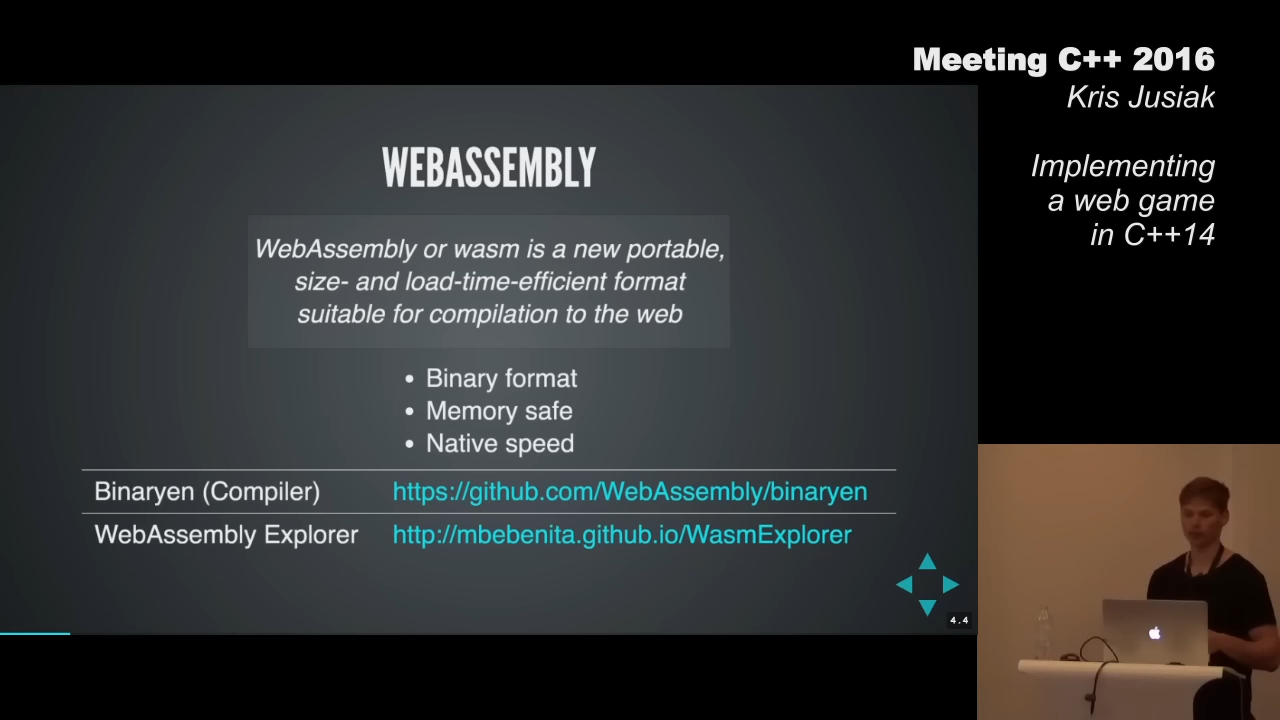 Meeting C++ 2016
Kris Jusiak
Implementing
a web game
in C++14
WEBASSEMBLY
WebAssembly or wasm is a new portable,
size- and load-time-efficient format
suitable for compilation to the web
• Binary format
• Memory safe
• Native speed
Binaryen (Compiler) https://github.com/WebAssembly/binaryen
WebAssembly Explorer http://mbebenita.github.io/WasmExplorer
4.4